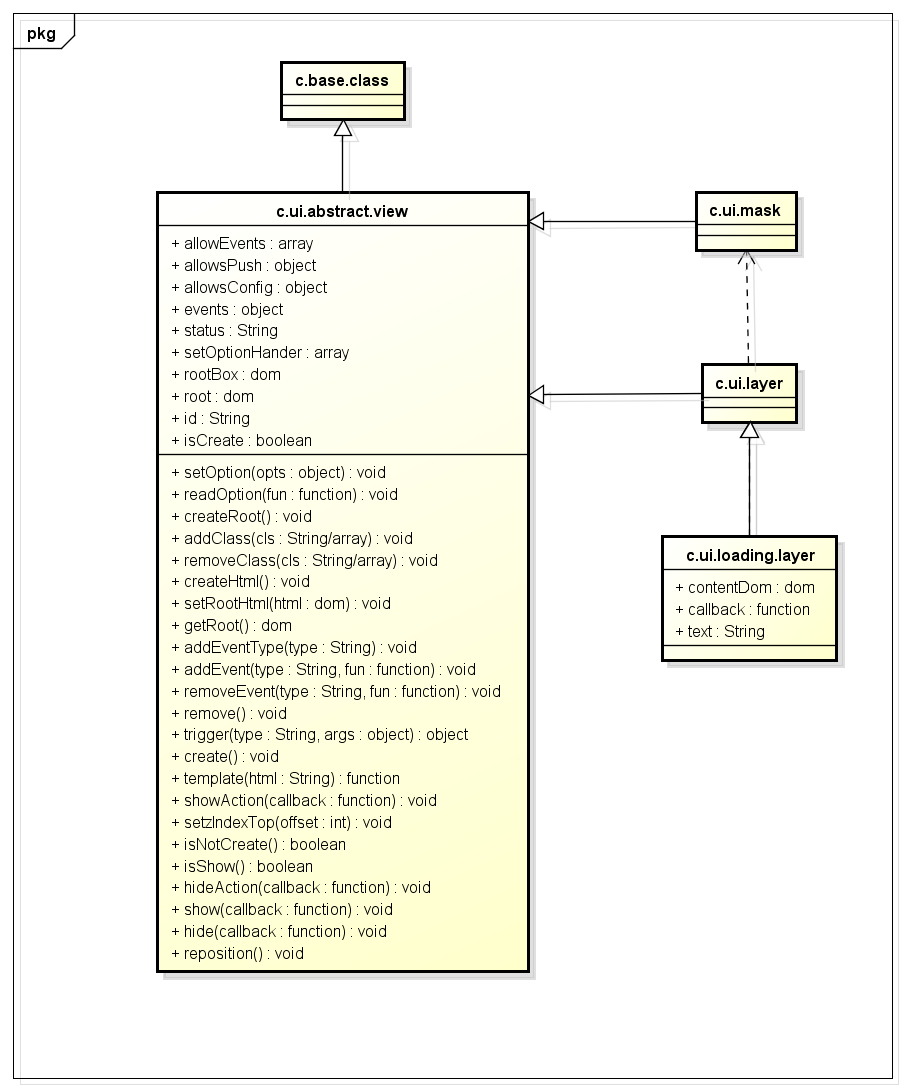 pkg
c.base.class
c.ui.abstract.view
+ allowEvents : array
+ allowsPush : object
+ allowsConfig : object
+ events : object
+ status : String
+ setOptionHander : array
+ rootBox : dom
+ root : dom
+ id : String
+ isCreate : boolean
+ setOption(opts : object) : void
+ readOption(fun : function) : void
+ createRoot() : void
+ addClass(cls : String/array) : void
+ removeClass(cls : String/array) : void
+ createHtml() : void
+ setRootHtml(html : dom) : void
+ getRoot() : dom
+ addEventType(type : String) : void
+ addEvent(type : String, fun : function) : void
+ removeEvent(type : String, fun : function) : void
+ remove() : void
+ trigger(type : String, args : object) : object
+ create() : void
+ template(html : String) : function
+ showAction(callback : function) : void
+ setzIndexTop(offset : int) : void
+ isNotCreate() : boolean
+ isShow() : boolean
+ hideAction(callback : function) : void
+ show(callback : function) : void
+ hide(callback : function) : void
+ reposition() : void
c.ui.mask
c.ui.layer
c.ui.loading.layer
+ contentDom : dom
+ callback : function
+ text : String